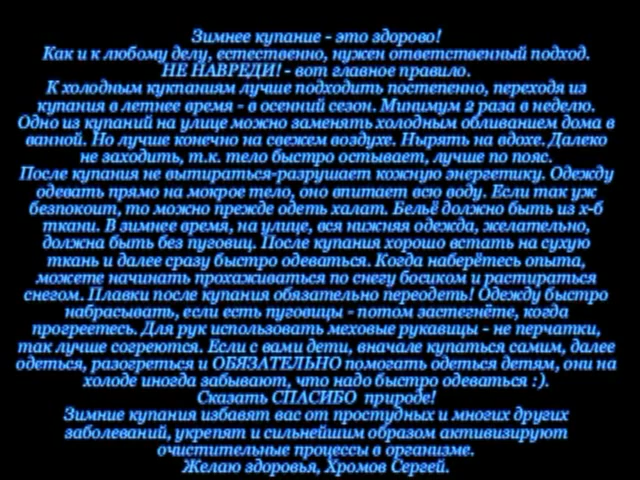 Зимнее купание - это здорово!
Как и к любому делу, естественно, нужен ответственный подход.
НЕ НАВРЕДИ! - вот главное правило.
К холодным кукпаниям лучше подходить постепенно, переходя из
купания в летнее время - в осенний сезон. Минимум 2 раза в неделю.
Одно из купаний на улице можно заменять холодным обливанием дома в
ванной. Но лучше конечно на свежем воздухе. Нырять на вдохе. Далеко
не заходить, т.к. тело быстро остывает, лучше по пояс.
После купания не вытираться-разрушает кожную энергетику. Одежду
одевать прямо на мокрое тело, оно впитает всю воду. Если так уж
безпокоит, то можно прежде одеть халат. Бельё должно быть из х-б
ткани. В зимнее время, на улице, вся нижняя одежда, желательно,
должна быть без пуговиц. После купания хорошо встать на сухую
ткань и далее сразу быстро одеваться. Когда наберётесь опыта,
можете начинать прохаживаться по снегу босиком и растираться
снегом. Плавки после купания обязательно переодеть! Одежду быстро
набрасывать, если есть пуговицы - потом застегнёте, когда
прогреетесь. Для рук использовать меховые рукавицы - не перчатки,
так лучше согреются. Если с вами дети, вначале купаться самим, далее
одеться, разогреться и ОБЯЗАТЕЛЬНО помогать одеться детям, они на
холоде иногда забывают, что надо быстро одеваться :).
Сказать СПАСИБО природе!
Зимние купания избавят вас от простудных и многих других
заболеваний, укрепят и сильнейшим образом активизируют
очистительные процессы в организме.
Желаю здоровья, Хромов Сергей.